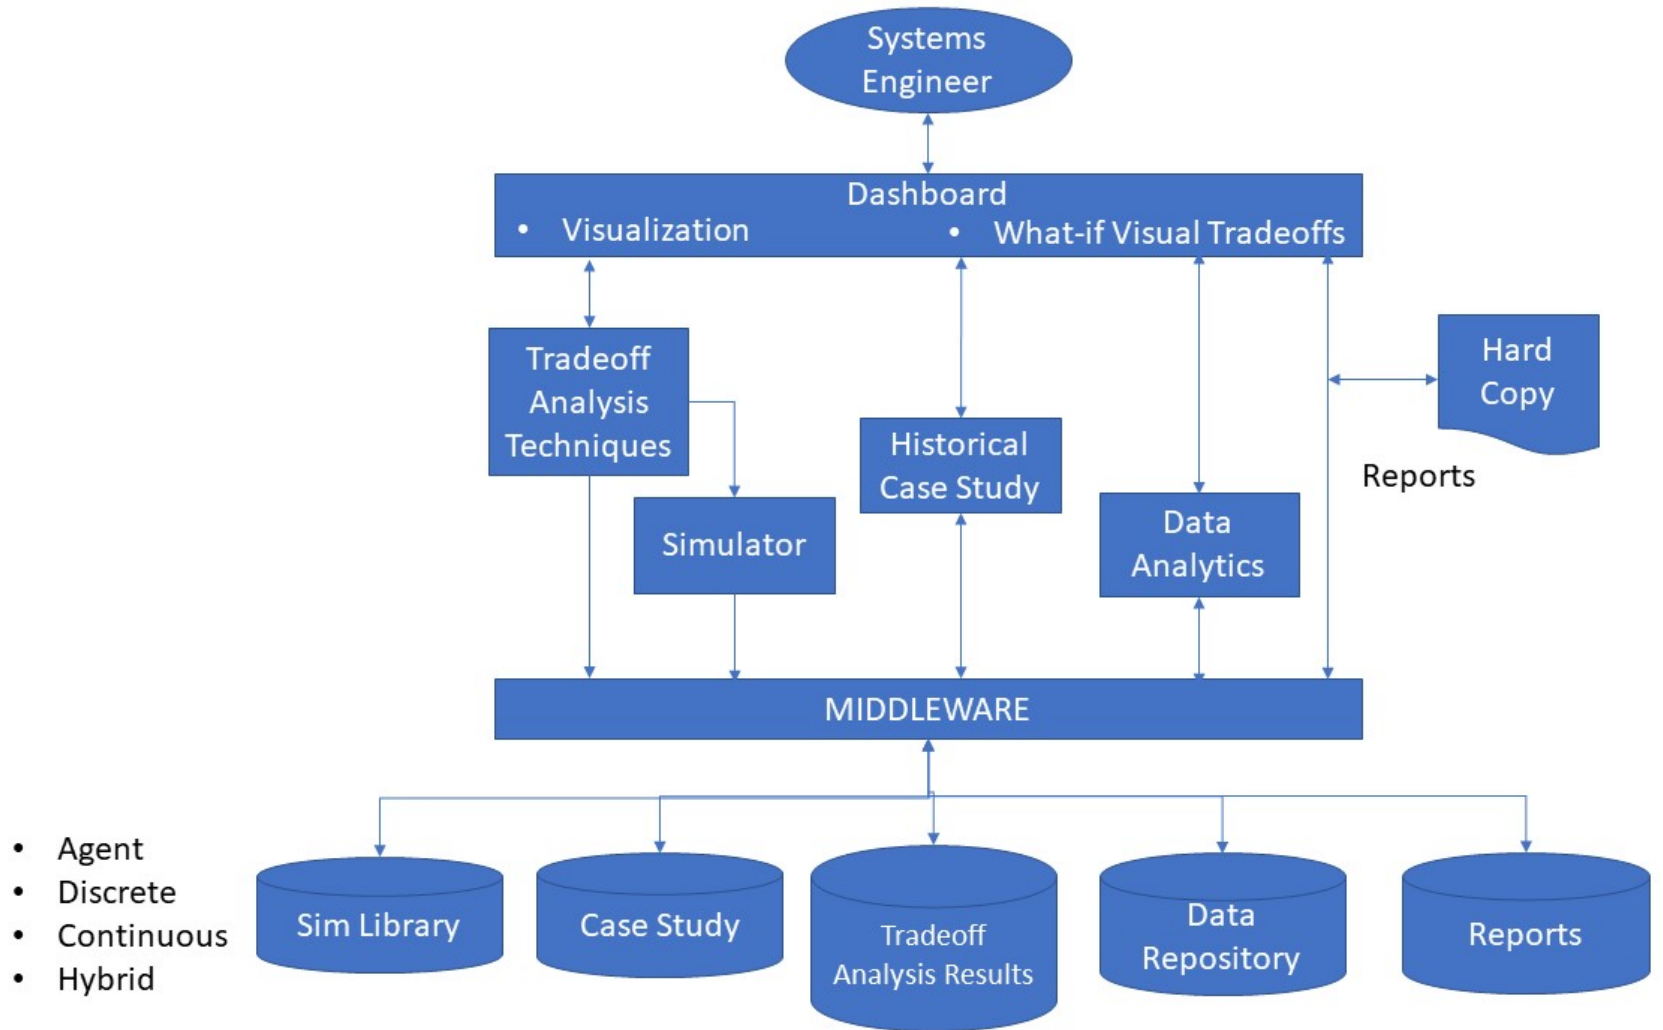 Systems
Engineer
Dashboard
• Visualization
• What-if Visual Tradeoffs
Tradeoff
Analysis
Techniques
Hard
Copy
Historical
Case Study
Reports
Simulator
Data
Analytics
MIDDLEWARE
• Agent
• Discrete
• Continuous
• Hybrid
Sim Library
Case Study
Tradeoff
Analysis Results
Data
Repository
Reports